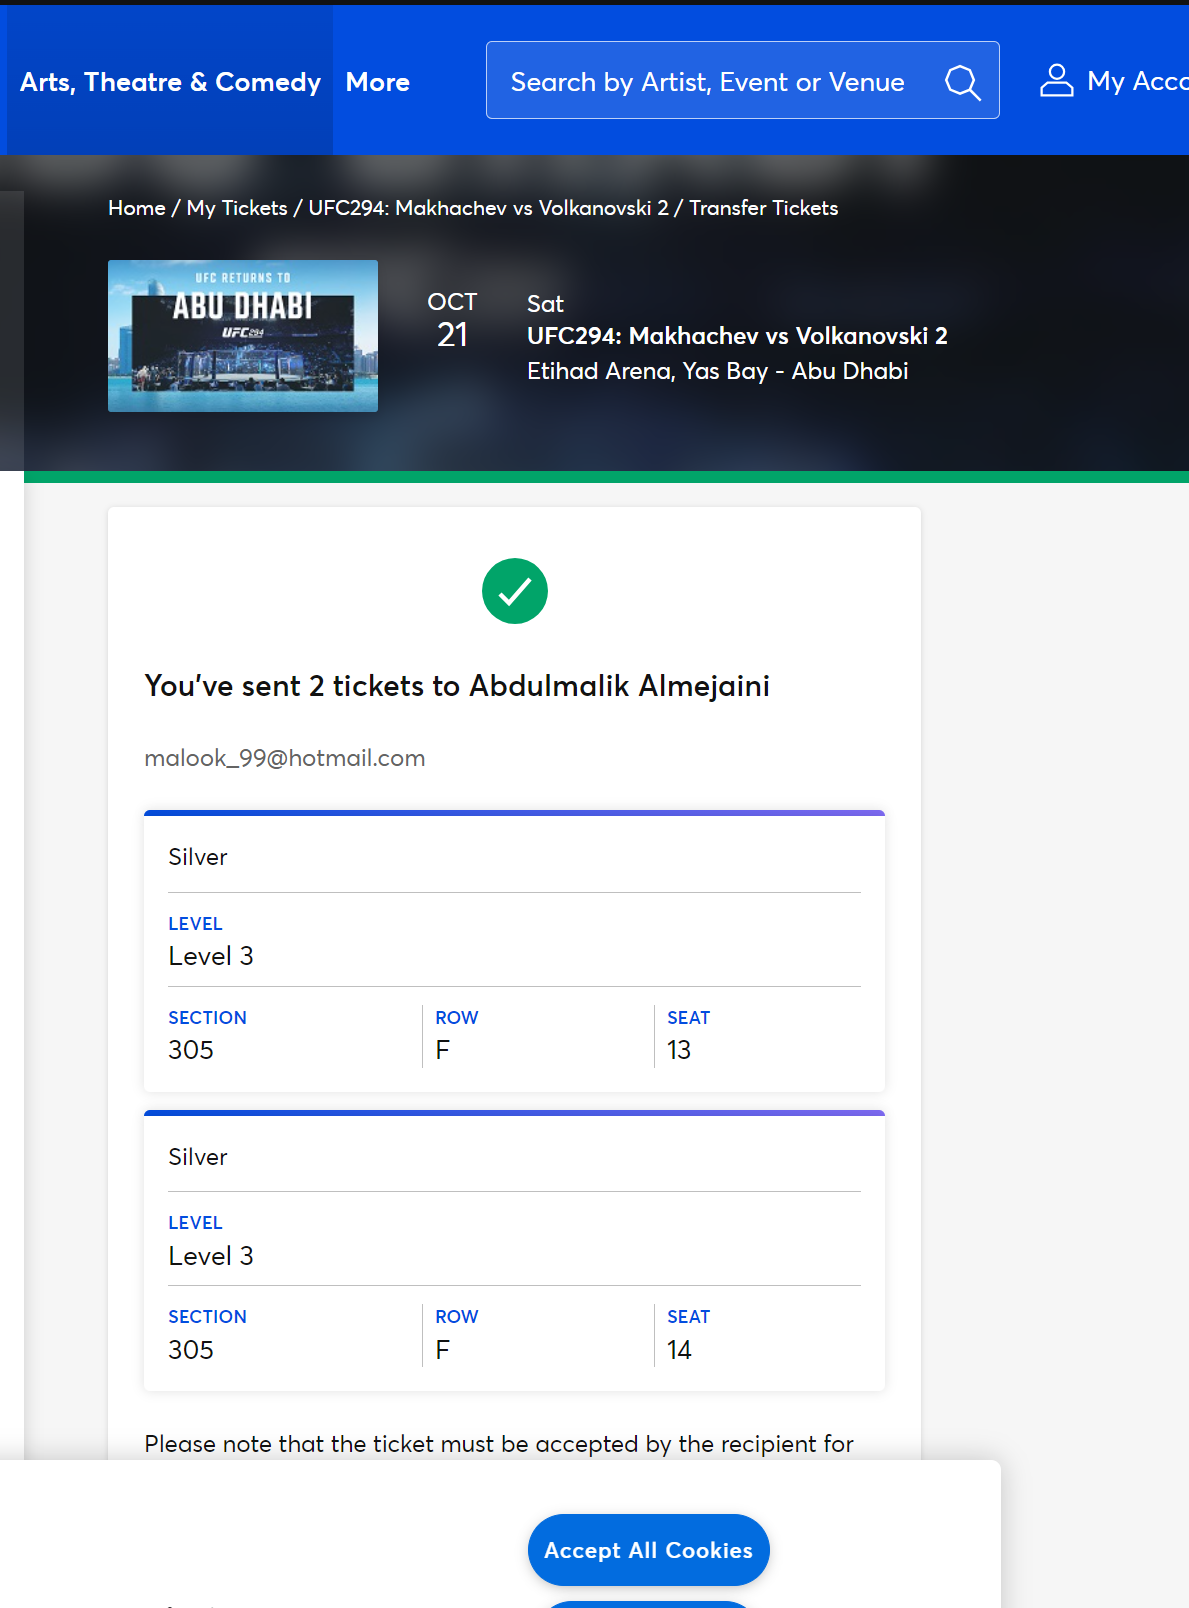 Arts, Theatre & Comedy More
Search by Artist, Event or Venue
My Acco
Home / My Tickets / UFC294: Makhachev vs Volkanovski 2 / Transfer Tickets
UFC RETURNS TO
ABU DHABI
UFC 294
OCT
21
Sat
UFC294: Makhachev vs Volkanovski 2
Etihad Arena, Yas Bay - Abu Dhabi
You've sent 2 tickets to Abdulmalik Almejaini
malook_99@hotmail.com
Silver
LEVEL
Level 3
SECTION ROW SEAT
305 F 13
Silver
LEVEL
Level 3
SECTION ROW SEAT
305 F 14
Please note that the ticket must be accepted by the recipient for
Accept All Cookies